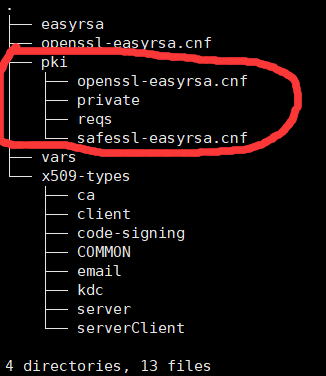 .
├── easyrsa
├── openssl-easyrsa.cnf
├── pki
│   ├── openssl-easyrsa.cnf
│   ├── private
│   ├── reqs
│   └── safessl-easyrsa.cnf
├── vars
└── x509-types
    ├── ca
    ├── client
    ├── code-signing
    ├── COMMON
    ├── email
    ├── kdc
    ├── server
    └── serverClient
4 directories, 13 files